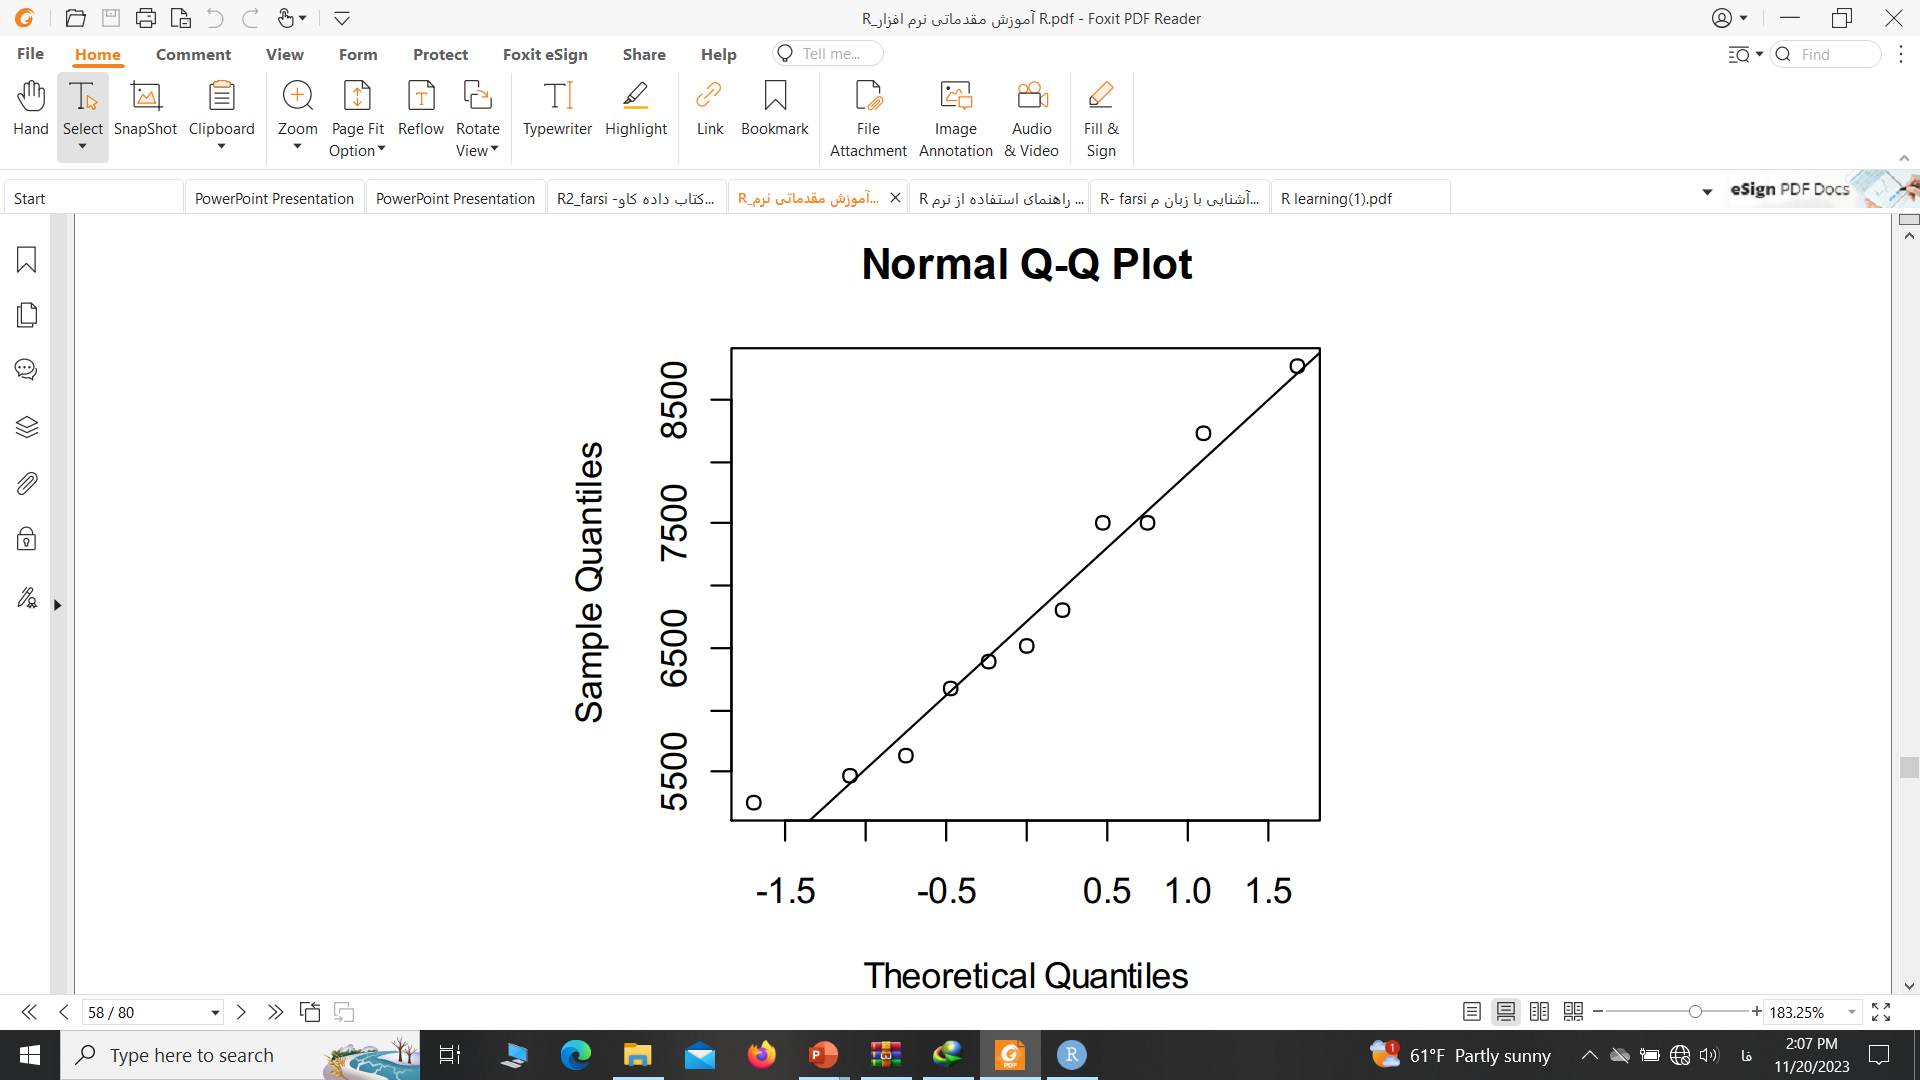 آموزش مقدماتی نرم افزار_R R.pdf - Foxit PDF Reader
File Home Comment View Form Protect Foxit eSign Share Help Tell me... Find
Hand Select SnapShot Clipboard Zoom Page Fit Option Reflow Rotate View Typewriter Highlight Link Bookmark File Attachment Image Annotation Audio & Video Fill & Sign
Start PowerPoint Presentation PowerPoint Presentation R2_farsi -کتاب داده کاو... R_آموزش مقدماتی نرم... راهنمای استفاده از نرم R ... R- farsi آشنایی با زبان م... R learning(1).pdf eSign PDF Docs
Normal Q-Q Plot
Sample Quantiles
8500
7500
6500
5500
-1.5 -0.5 0.5 1.0 1.5
Theoretical Quantiles
58 / 80 183.25%
Type here to search 1 61°F Partly sunny فا 2:07 PM
11/20/2023